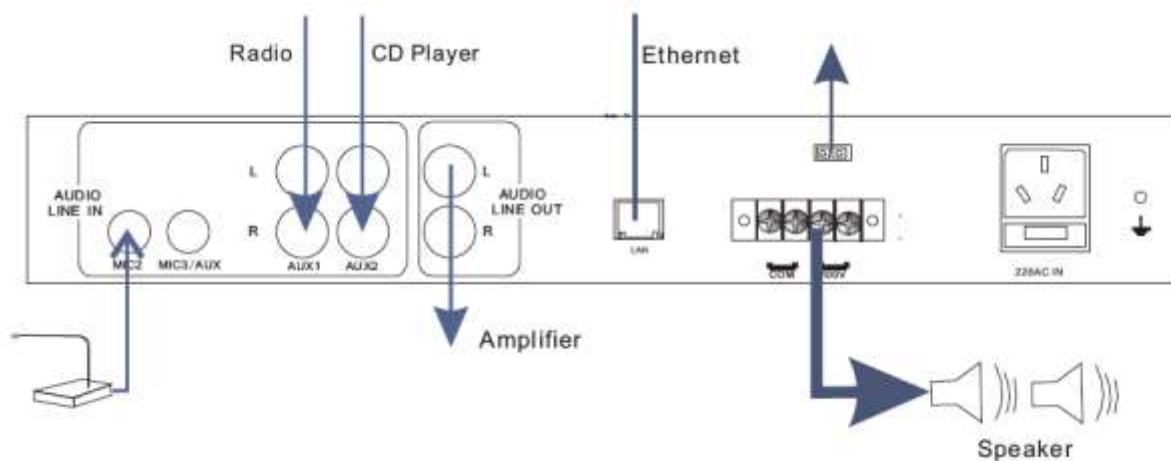 Radio
CD Player
Ethernet
L
L
AUDIO
LINE IN
AUDIO
LINE OUT
R
R
MIC2
MIC3/AUX
AUX1
AUX2
LAN
COM
220AC IN
Amplifier
Speaker